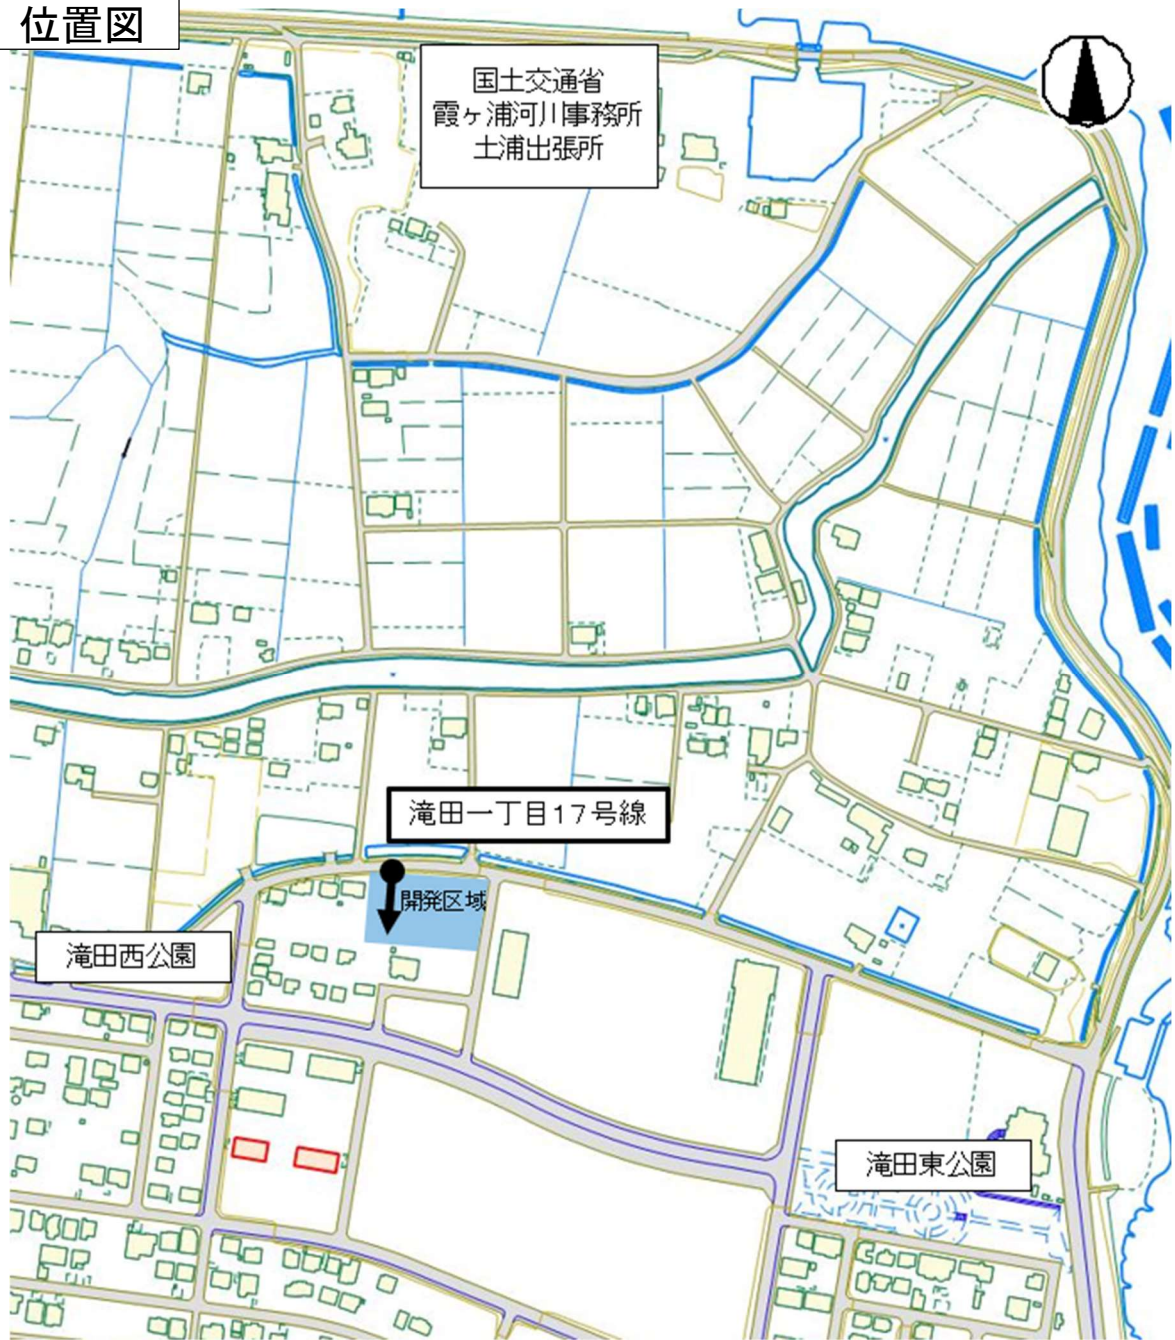 位置図
国土交通省
霞ヶ浦河川事務所
土浦出張所
滝田一丁目17号線
開発区域
滝田西公園
滝田東公園